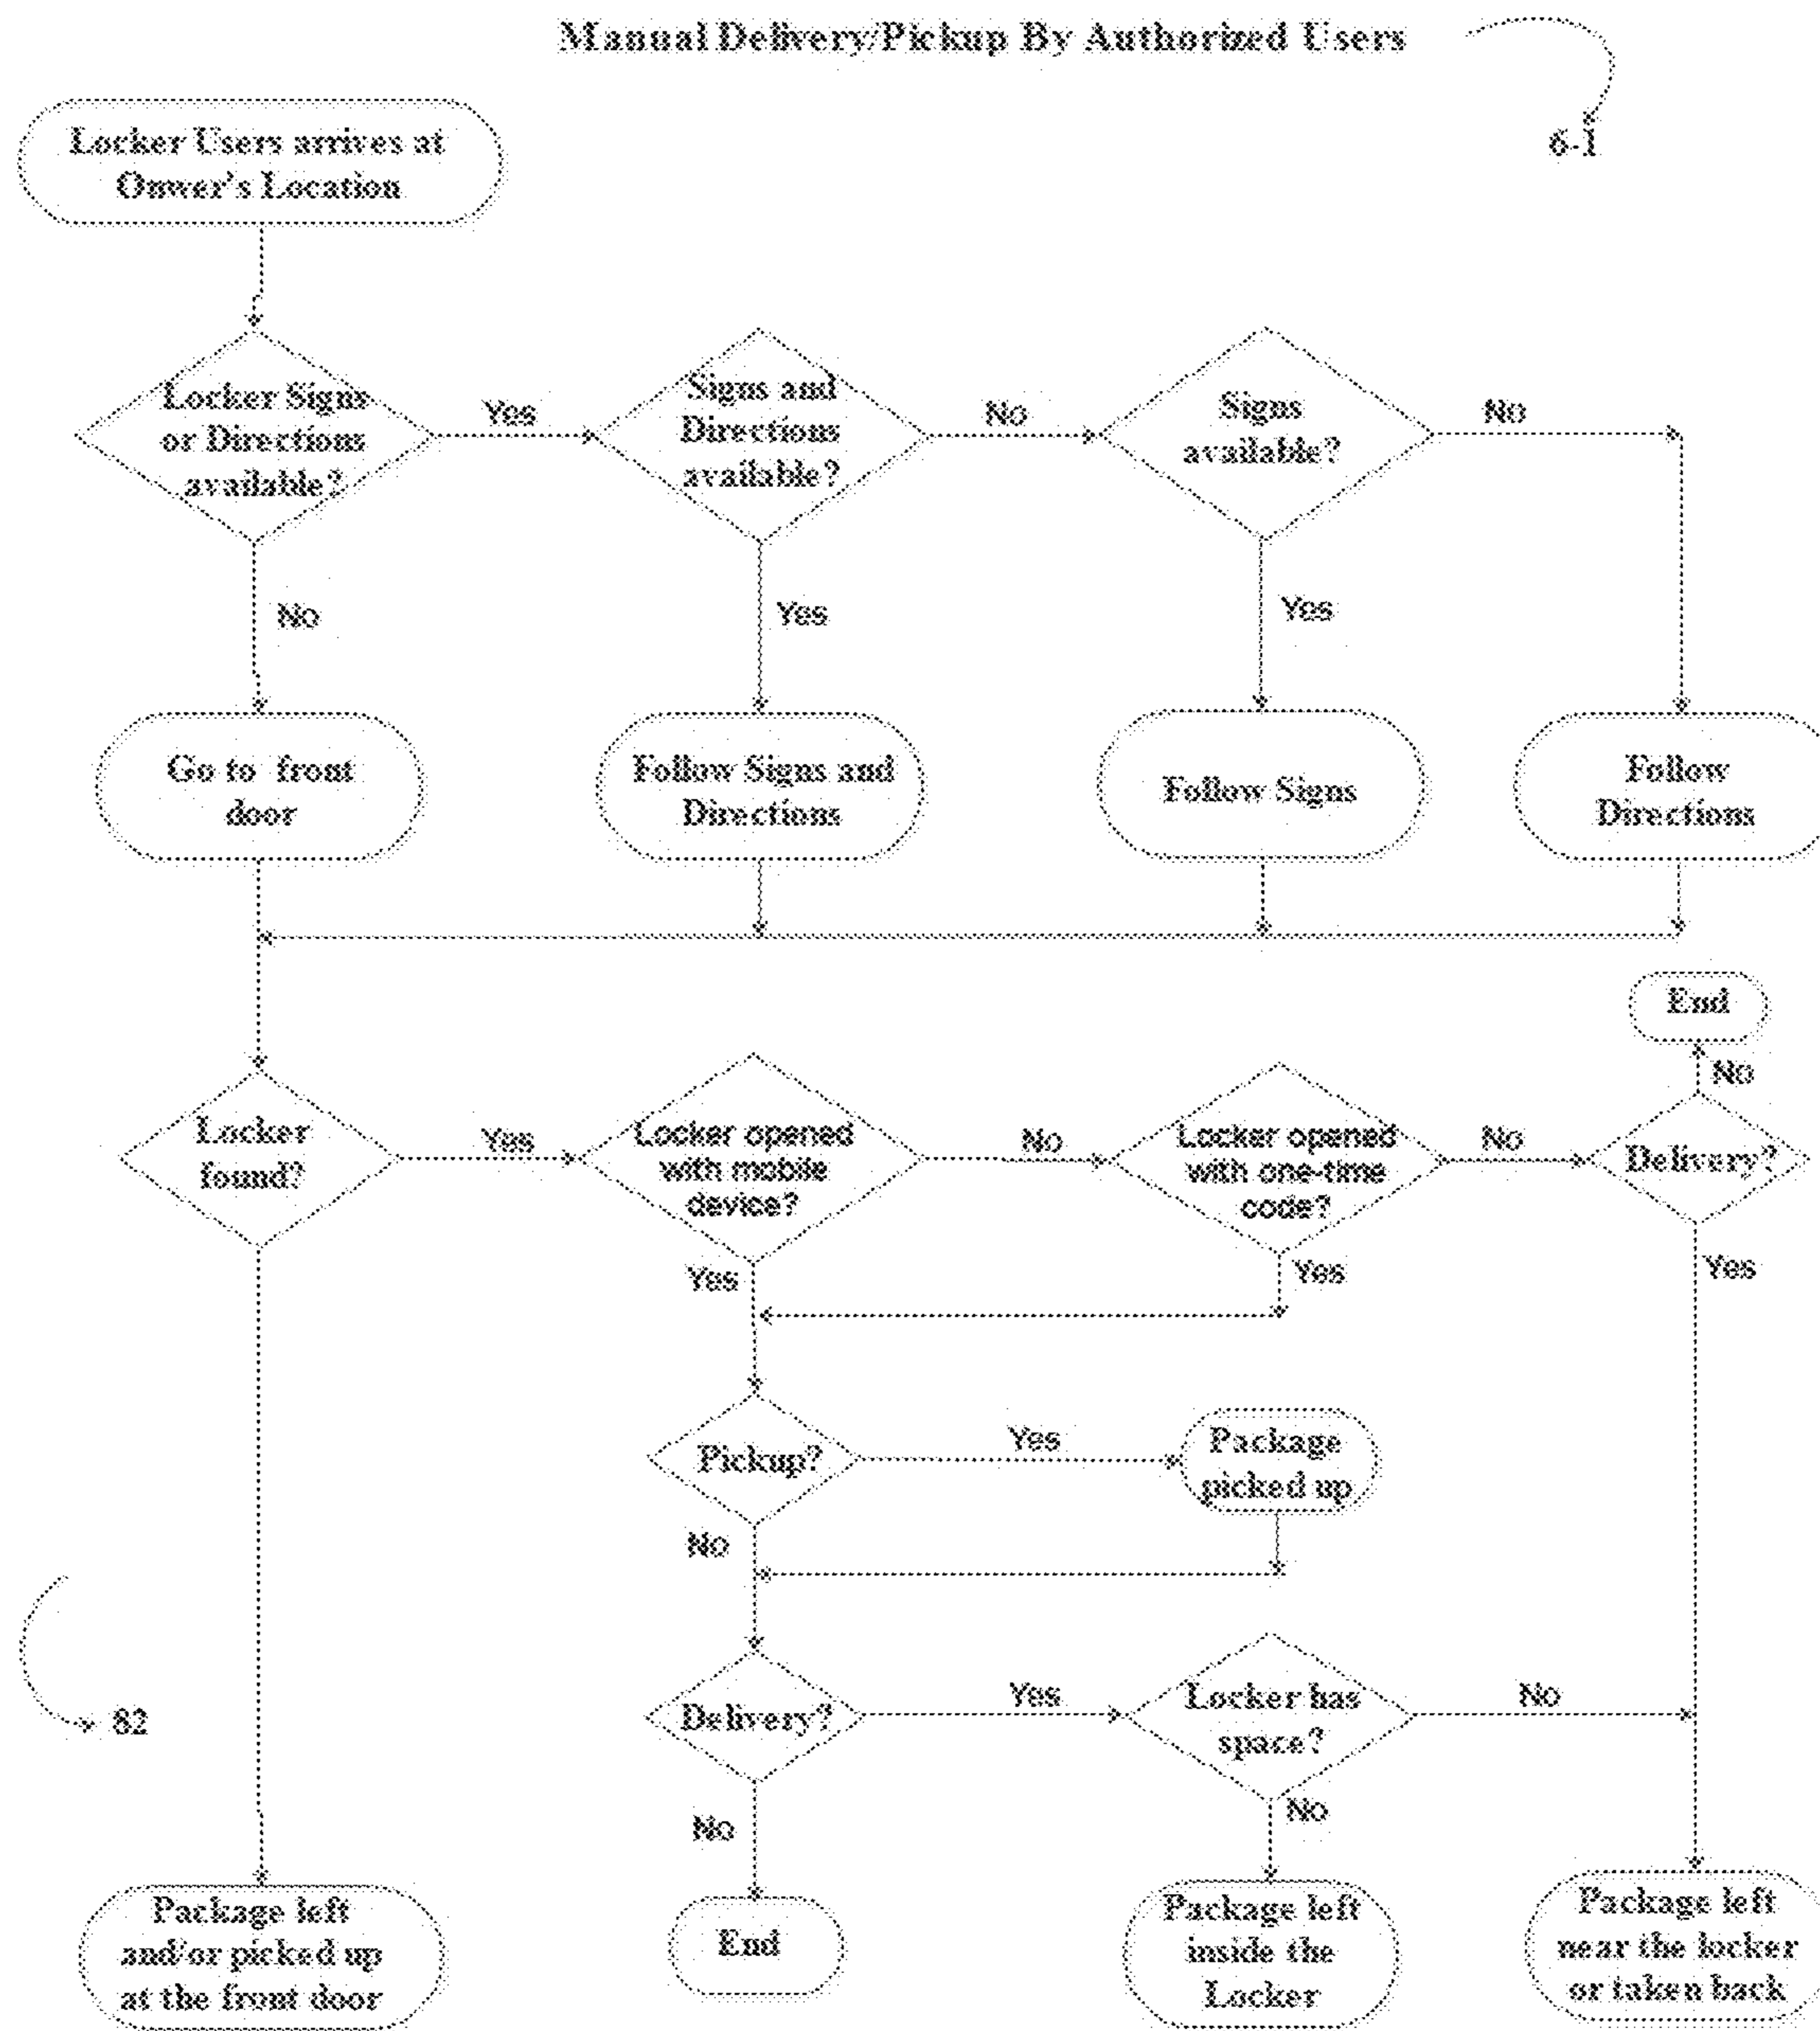 Manual Delivery/Pickup By Authorized Users
6-1
Locker Users arrives at
Onwer's Location
Locker Signs
or Directions
available?
Yes
Signs and
Directions
available?
No
Signs
available?
No
No
Yes
Yes
Go to front
door
Follow Signs and
Directions
Follow Signs
Follow
Directions
End
No
Locker
found?
Yes
Locker opened
with mobile
device?
No
Locker opened
with one-time
code?
No
Delivery?
Yes
Yes
Yes
Pickup?
Yes
Package
picked up
No
82
Delivery?
Yes
Locker has
space?
No
No
No
Package left
and/or picked up
at the front door
End
Package left
inside the
Locker
Package left
near the locker
or taken back